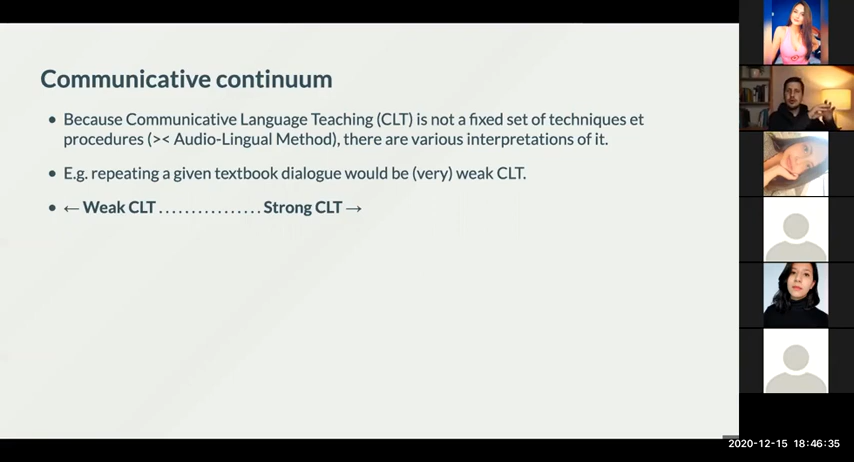 Communicative continuum
• Because Communicative Language Teaching (CLT) is not a fixed set of techniques et
procedures (>< Audio-Lingual Method), there are various interpretations of it.
• E.g. repeating a given textbook dialogue would be (very) weak CLT.
• ← Weak CLT ................ Strong CLT →
2020-12-15 18:46:35